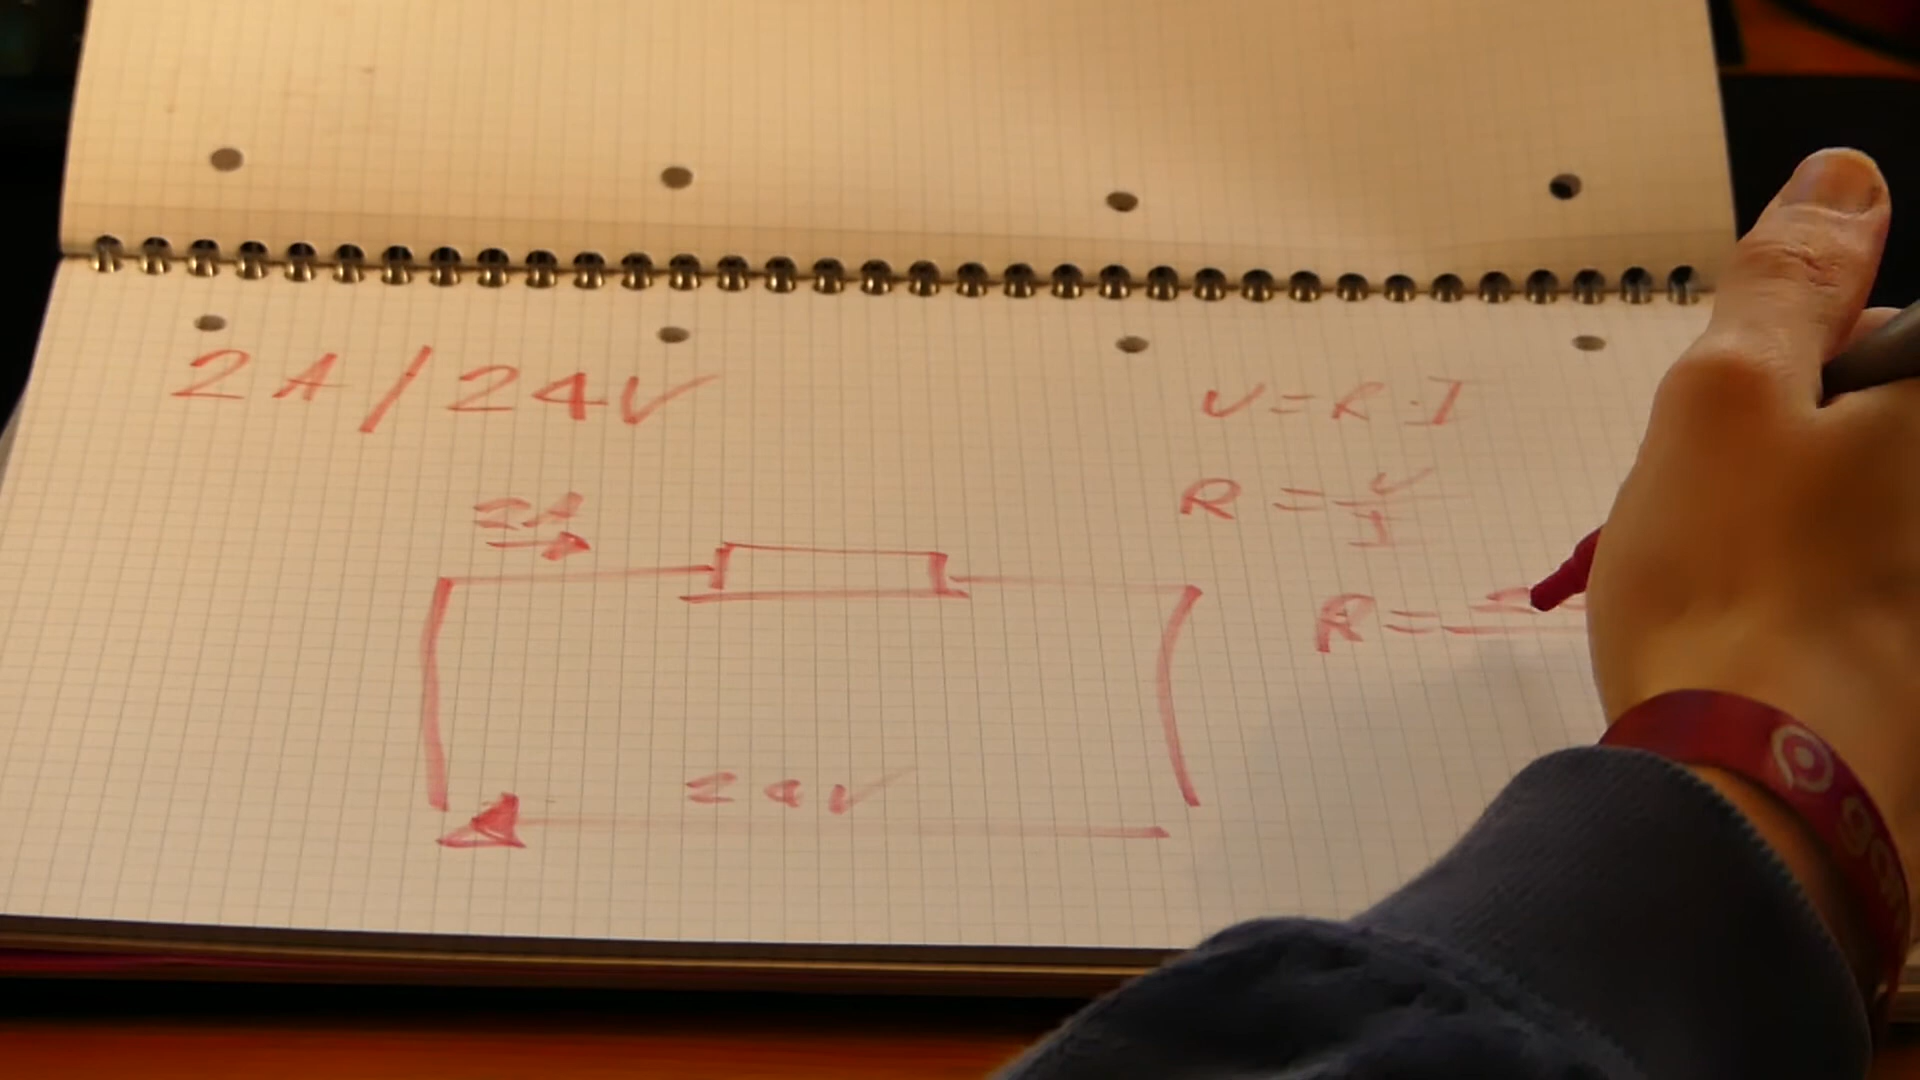 2A/24V
U=R·I
R=U/I
2A
R=
24V